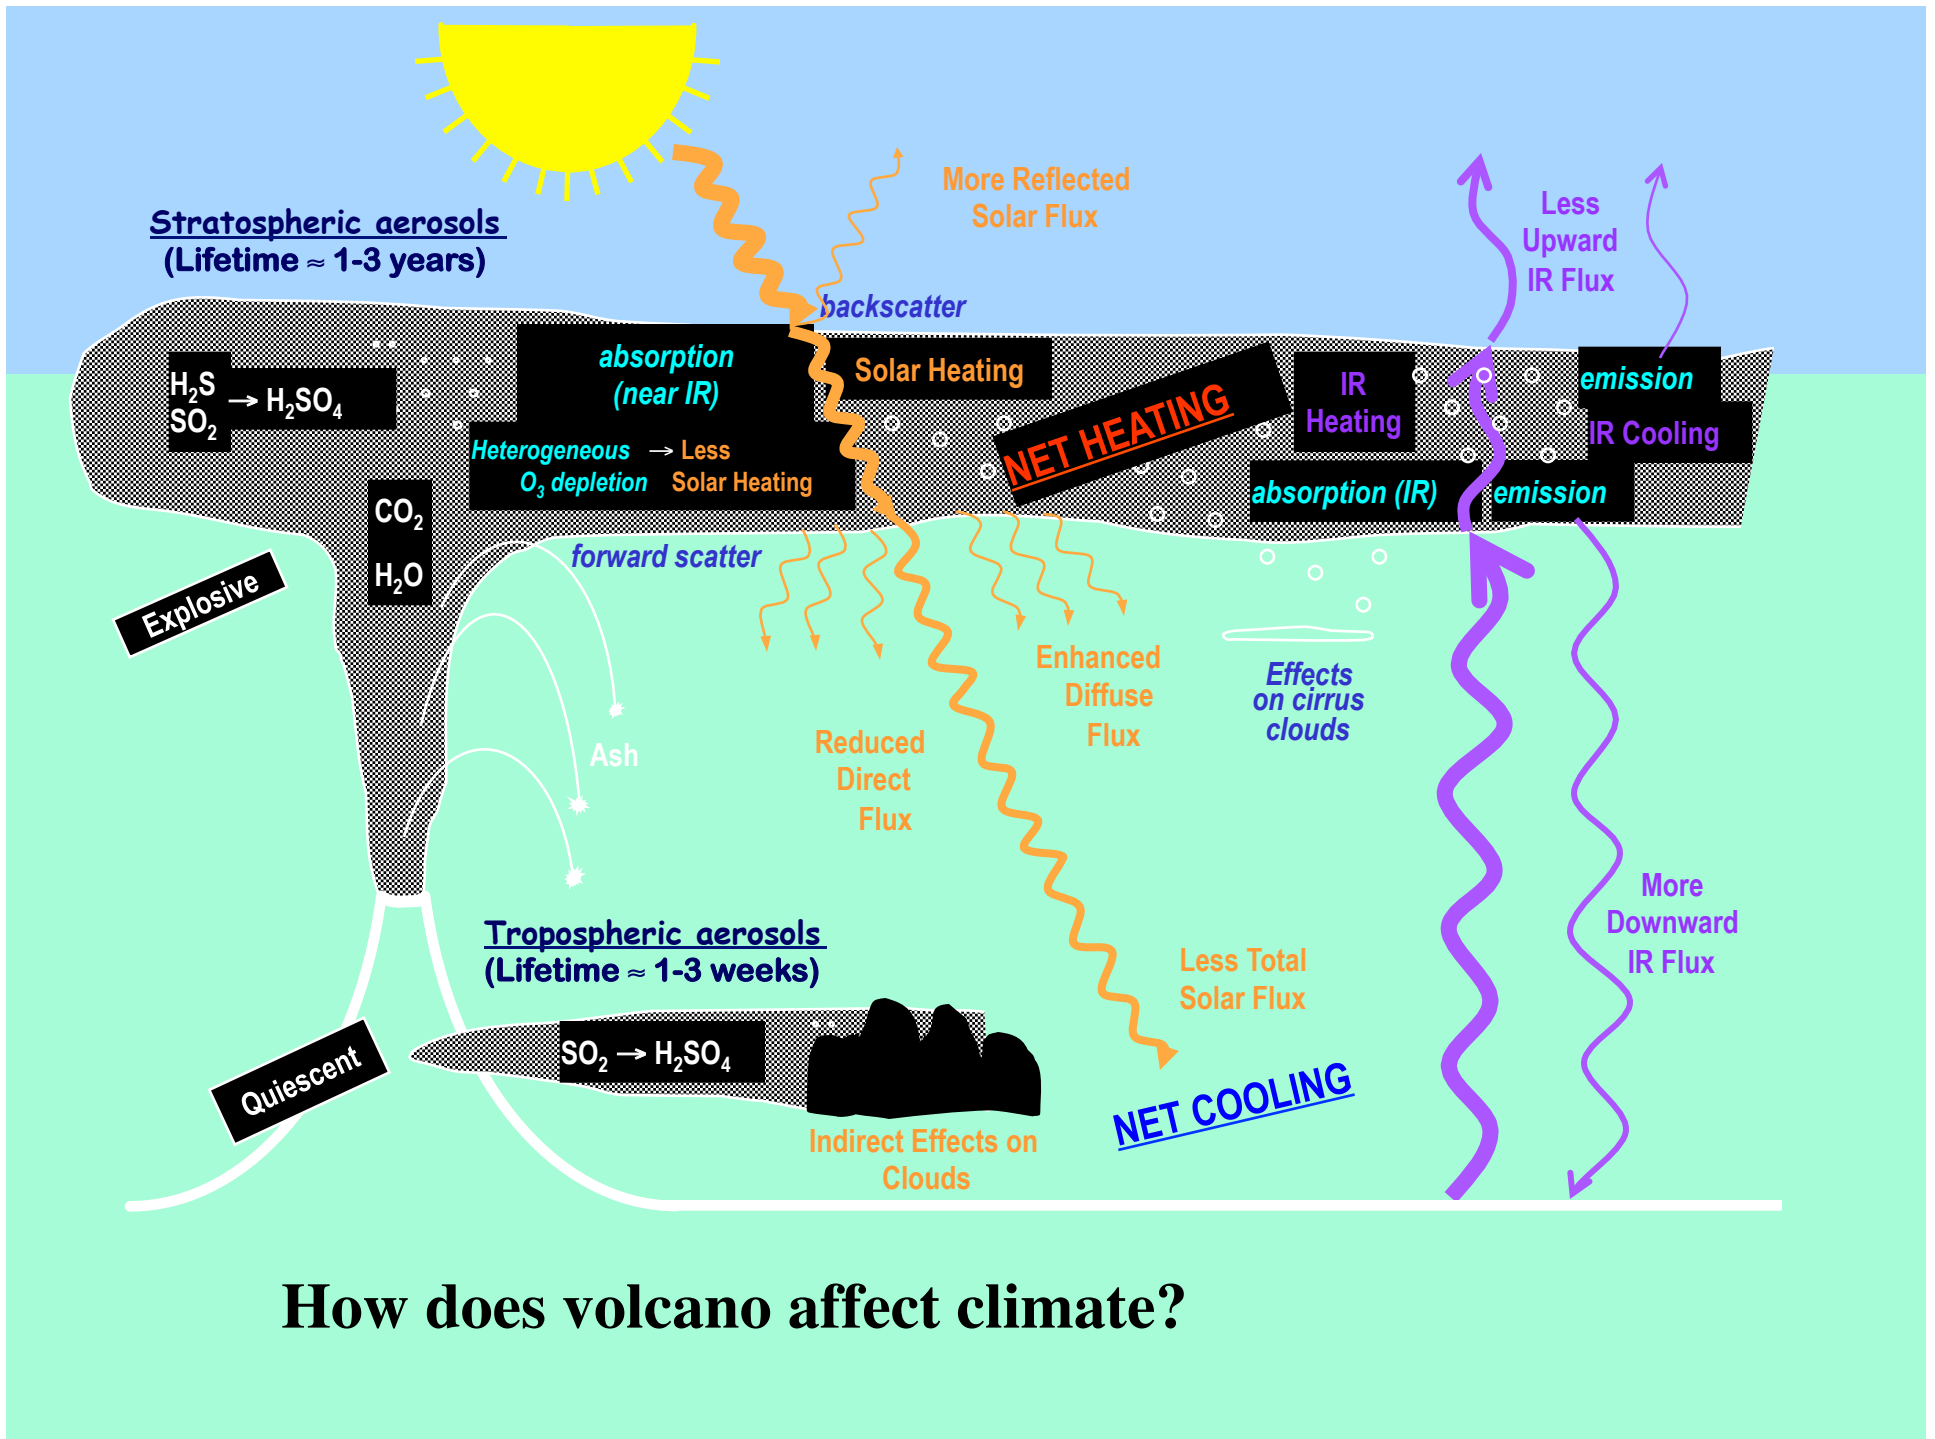 More Reflected
Solar Flux
Less
Upward
IR Flux
Stratospheric aerosols
(Lifetime ≈ 1-3 years)
backscatter
absorption
(near IR)
Solar Heating
H₂S
SO₂ → H₂SO₄
NET HEATING
IR
Heating
emission
IR Cooling
Heterogeneous → Less
O₃ depletion Solar Heating
absorption (IR)
emission
CO₂
H₂O
forward scatter
Explosive
Enhanced
Diffuse
Flux
Effects
on cirrus
clouds
Reduced
Direct
Flux
Ash
More
Downward
IR Flux
Tropospheric aerosols
(Lifetime ≈ 1-3 weeks)
Less Total
Solar Flux
Quiescent
SO₂ → H₂SO₄
NET COOLING
Indirect Effects on
Clouds
How does volcano affect climate?